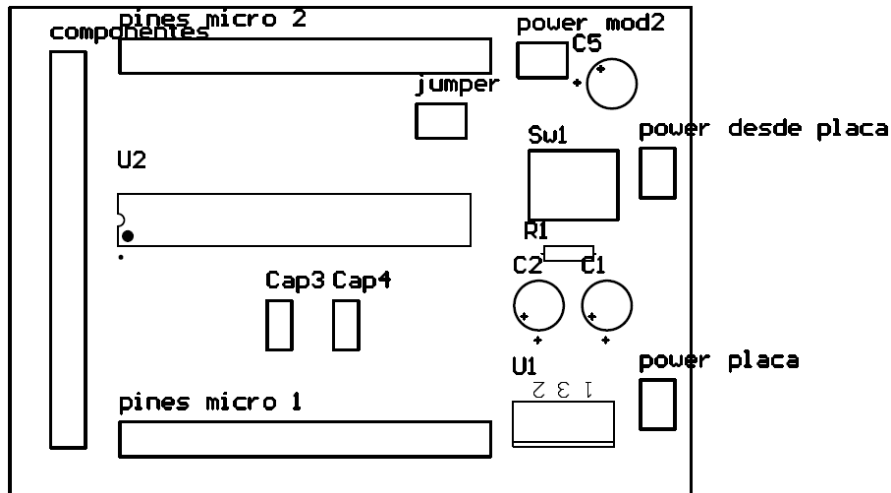 pines micro 2
componentes
power mod2
C5
jumper
power desde placa
Sw1
U2
R1
C2
C1
Cap3
Cap4
power placa
U1
1 3 2
pines micro 1